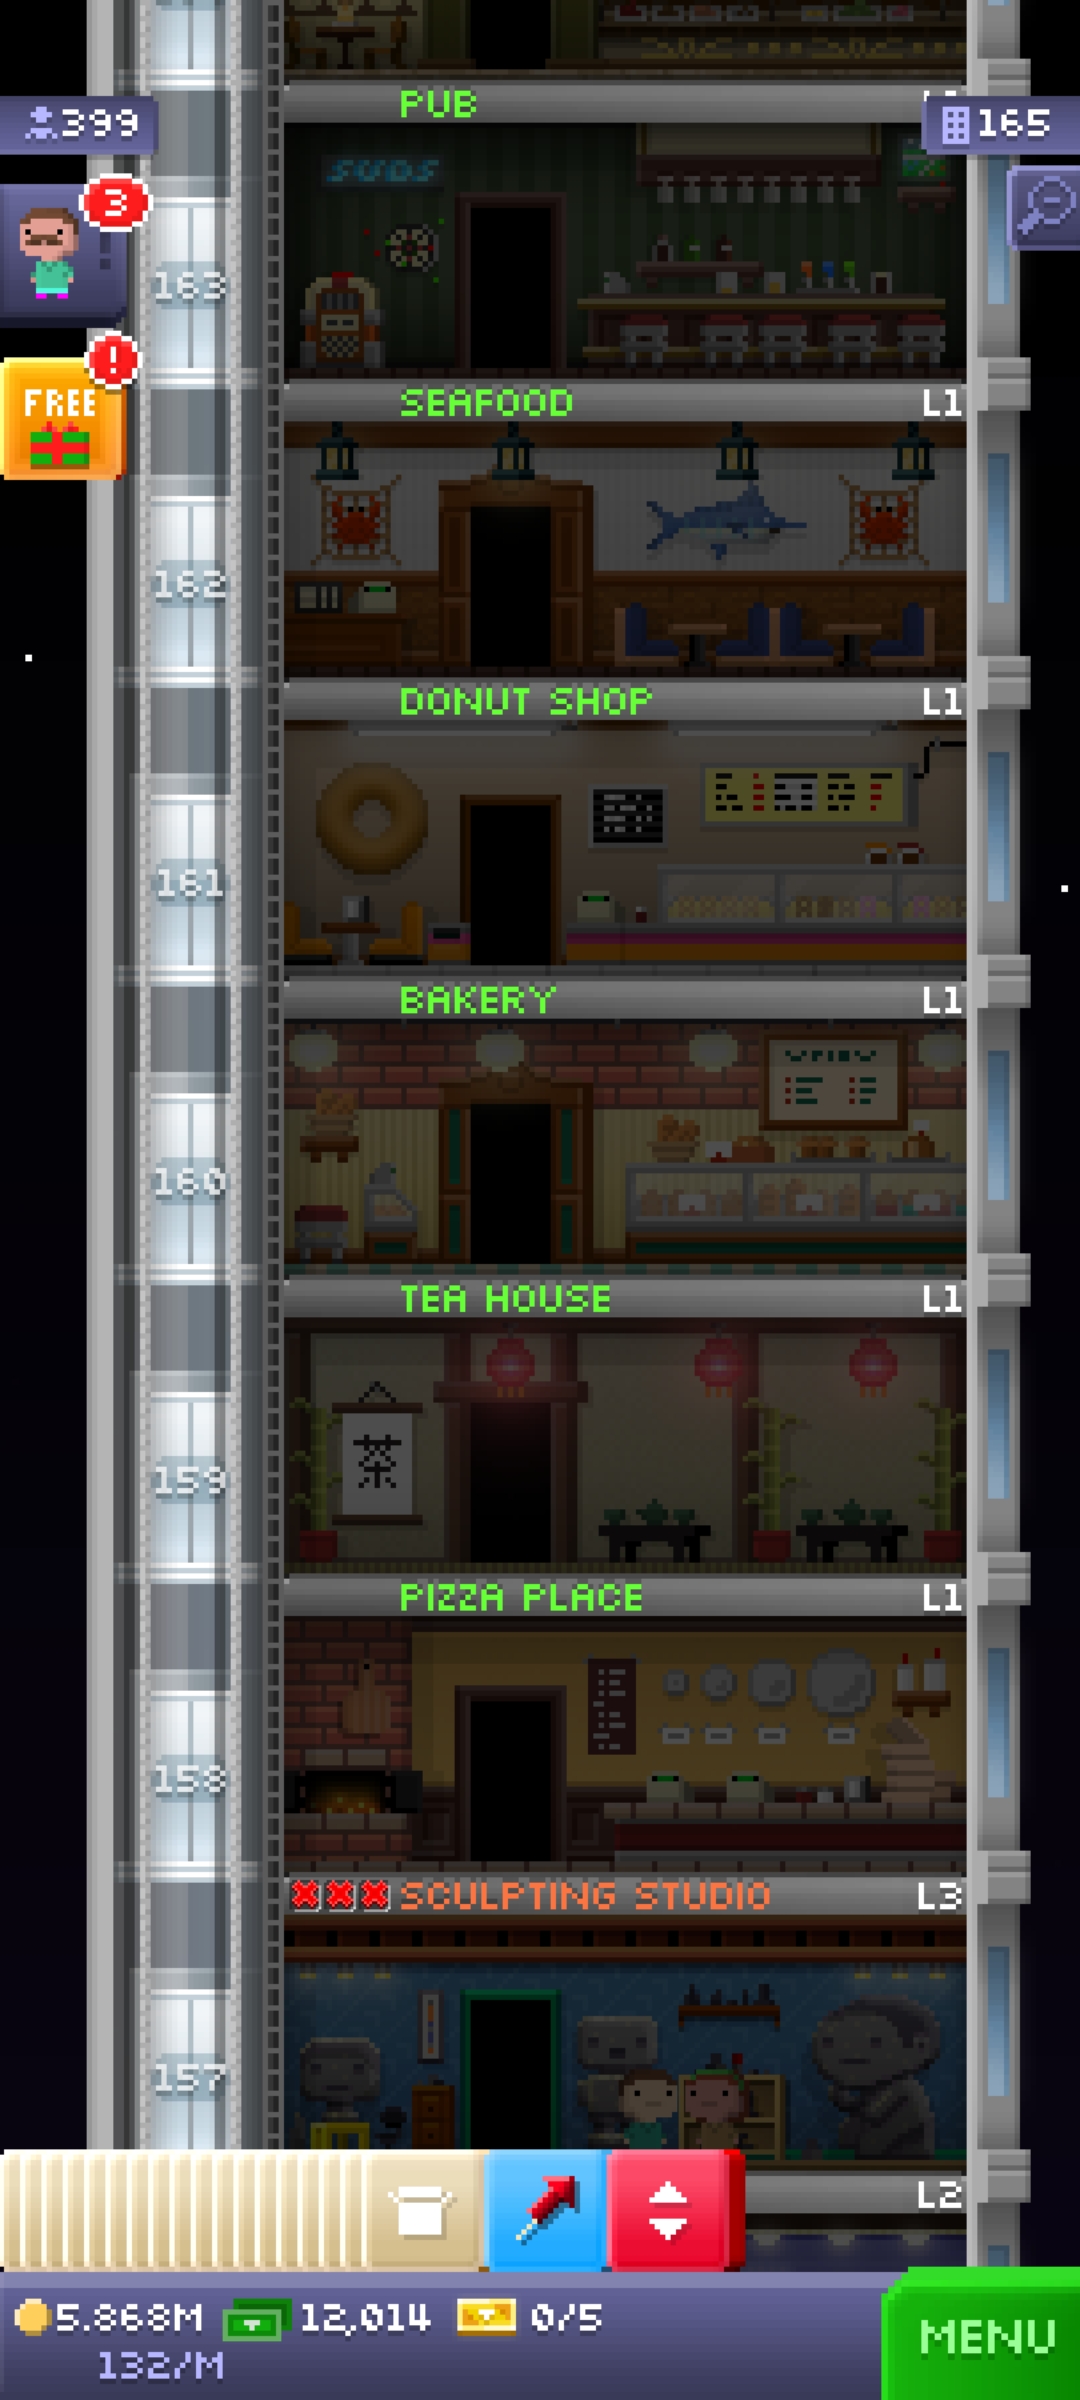 PUB
399
165
SUDS
3
163
!
FREE
SEAFOOD L1
162
DONUT SHOP L1
161
BAKERY L1
160
TEA HOUSE L1
159
茶
PIZZA PLACE L1
158
SCULPTING STUDIO L3
157
L2
5.868M 12,014 0/5
132/M
MENU